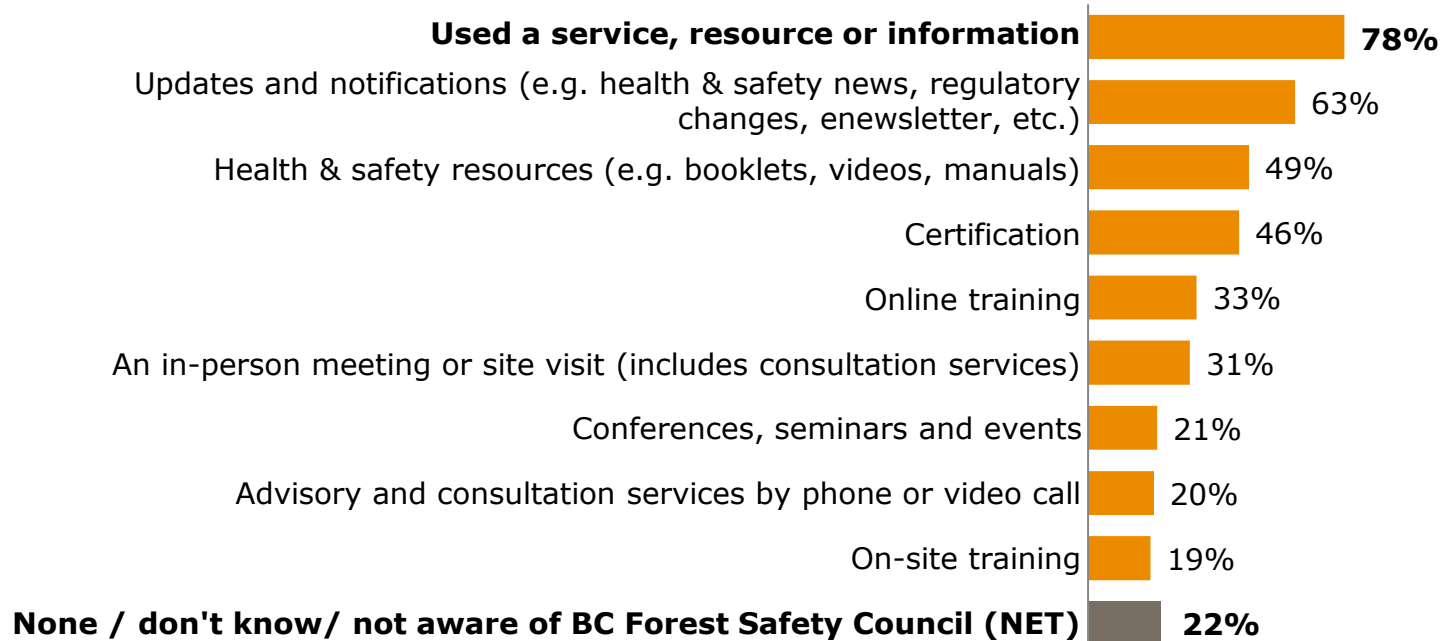 Used a service, resource or information 78%
Updates and notifications (e.g. health & safety news, regulatory
changes, enewsletter, etc.) 63%
Health & safety resources (e.g. booklets, videos, manuals) 49%
Certification 46%
Online training 33%
An in-person meeting or site visit (includes consultation services) 31%
Conferences, seminars and events 21%
Advisory and consultation services by phone or video call 20%
On-site training 19%
None / don't know/ not aware of BC Forest Safety Council (NET) 22%